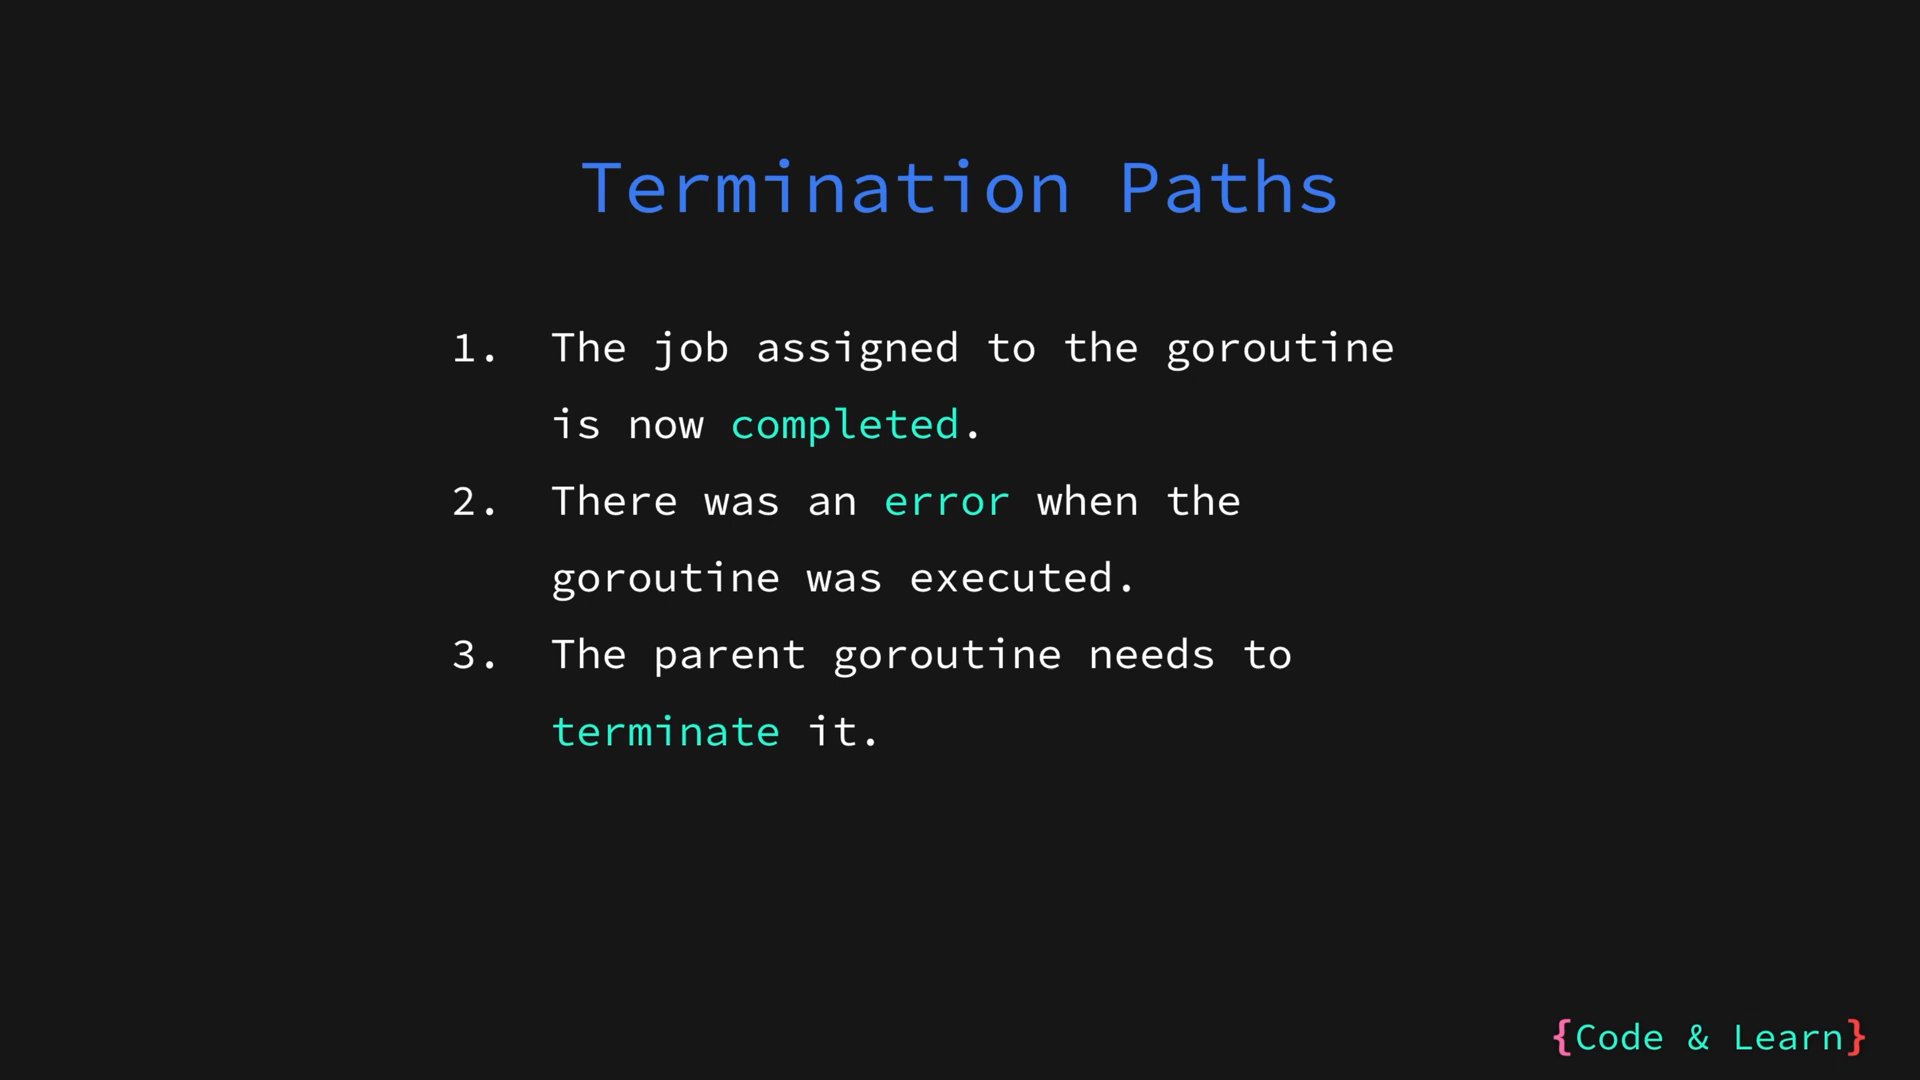 Termination Paths
1. The job assigned to the goroutine
is now completed.
2. There was an error when the
goroutine was executed.
3. The parent goroutine needs to
terminate it.
{Code & Learn}